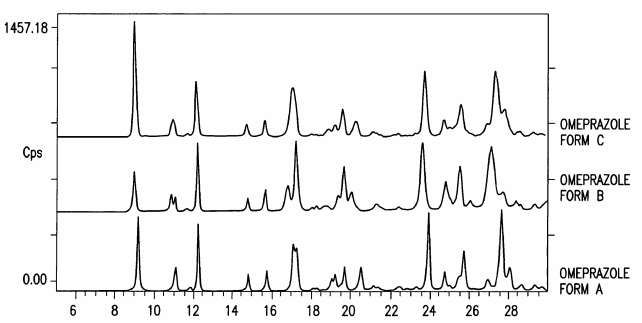 1457.18
Cps
0.00
OMEPRAZOLE
FORM C
OMEPRAZOLE
FORM B
OMEPRAZOLE
FORM A
6 8 10 12 14 16 18 20 22 24 26 28